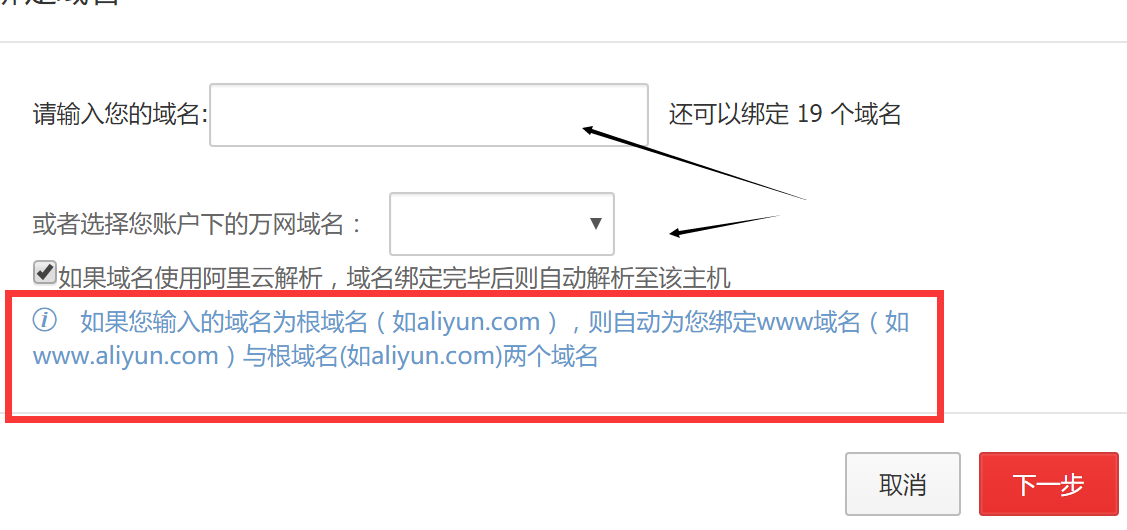 请输入您的域名:
还可以绑定 19 个域名
或者选择您账户下的万网域名：
如果域名使用阿里云解析，域名绑定完毕后则自动解析至该主机
如果您输入的域名为根域名（如aliyun.com），则自动为您绑定www域名（如
www.aliyun.com）与根域名(如aliyun.com)两个域名
取消
下一步